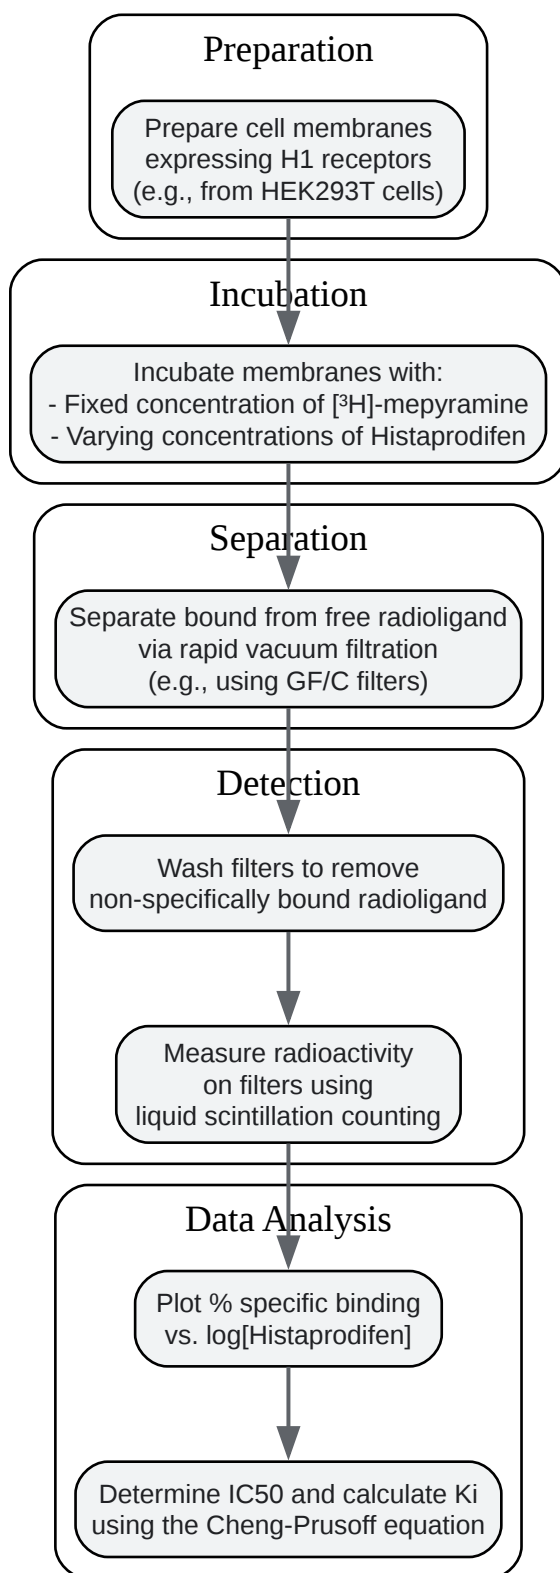 Preparation
Prepare cell membranes
expressing H1 receptors
(e.g., from HEK293T cells)
Incubation
Incubate membranes with:
- Fixed concentration of [³H]-mepyramine
- Varying concentrations of Histaprodifen
Separation
Separate bound from free radioligand
via rapid vacuum filtration
(e.g., using GF/C filters)
Detection
Wash filters to remove
non-specifically bound radioligand
Measure radioactivity
on filters using
liquid scintillation counting
Data Analysis
Plot % specific binding
vs. log[Histaprodifen]
Determine IC50 and calculate Ki
using the Cheng-Prusoff equation